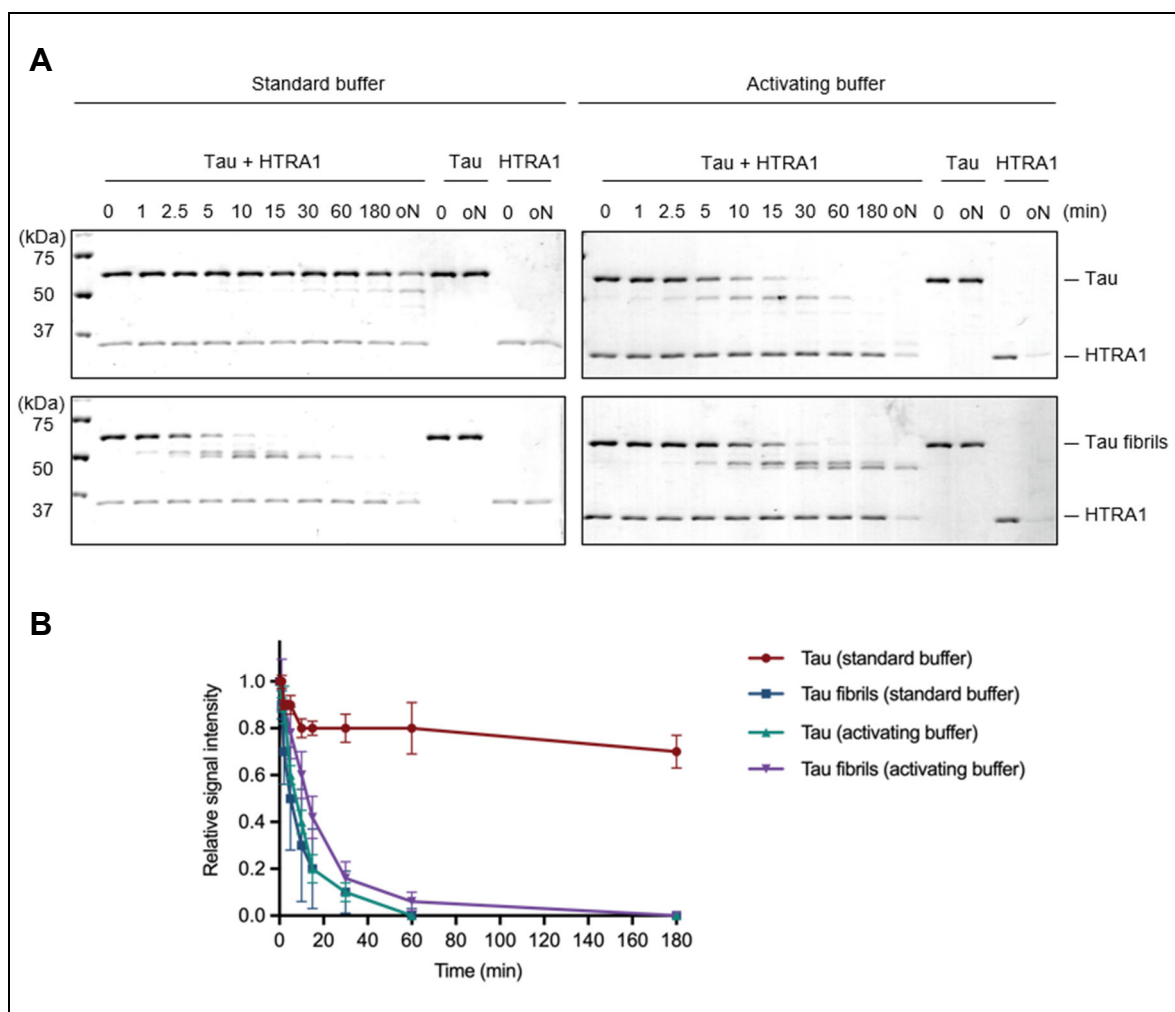 A
Standard buffer Activating buffer
Tau + HTRA1 Tau HTRA1 Tau + HTRA1 Tau HTRA1
0 1 2.5 5 10 15 30 60 180 oN 0 oN 0 oN 0 1 2.5 5 10 15 30 60 180 oN 0 oN 0 oN (min)
(kDa)
75
50
37
Tau
HTRA1
(kDa)
75
50
37
Tau fibrils
HTRA1
B
Relative signal intensity
1.0
0.8
0.6
0.4
0.2
0.0
0 20 40 60 80 100 120 140 160 180
Time (min)
Tau (standard buffer)
Tau fibrils (standard buffer)
Tau (activating buffer)
Tau fibrils (activating buffer)